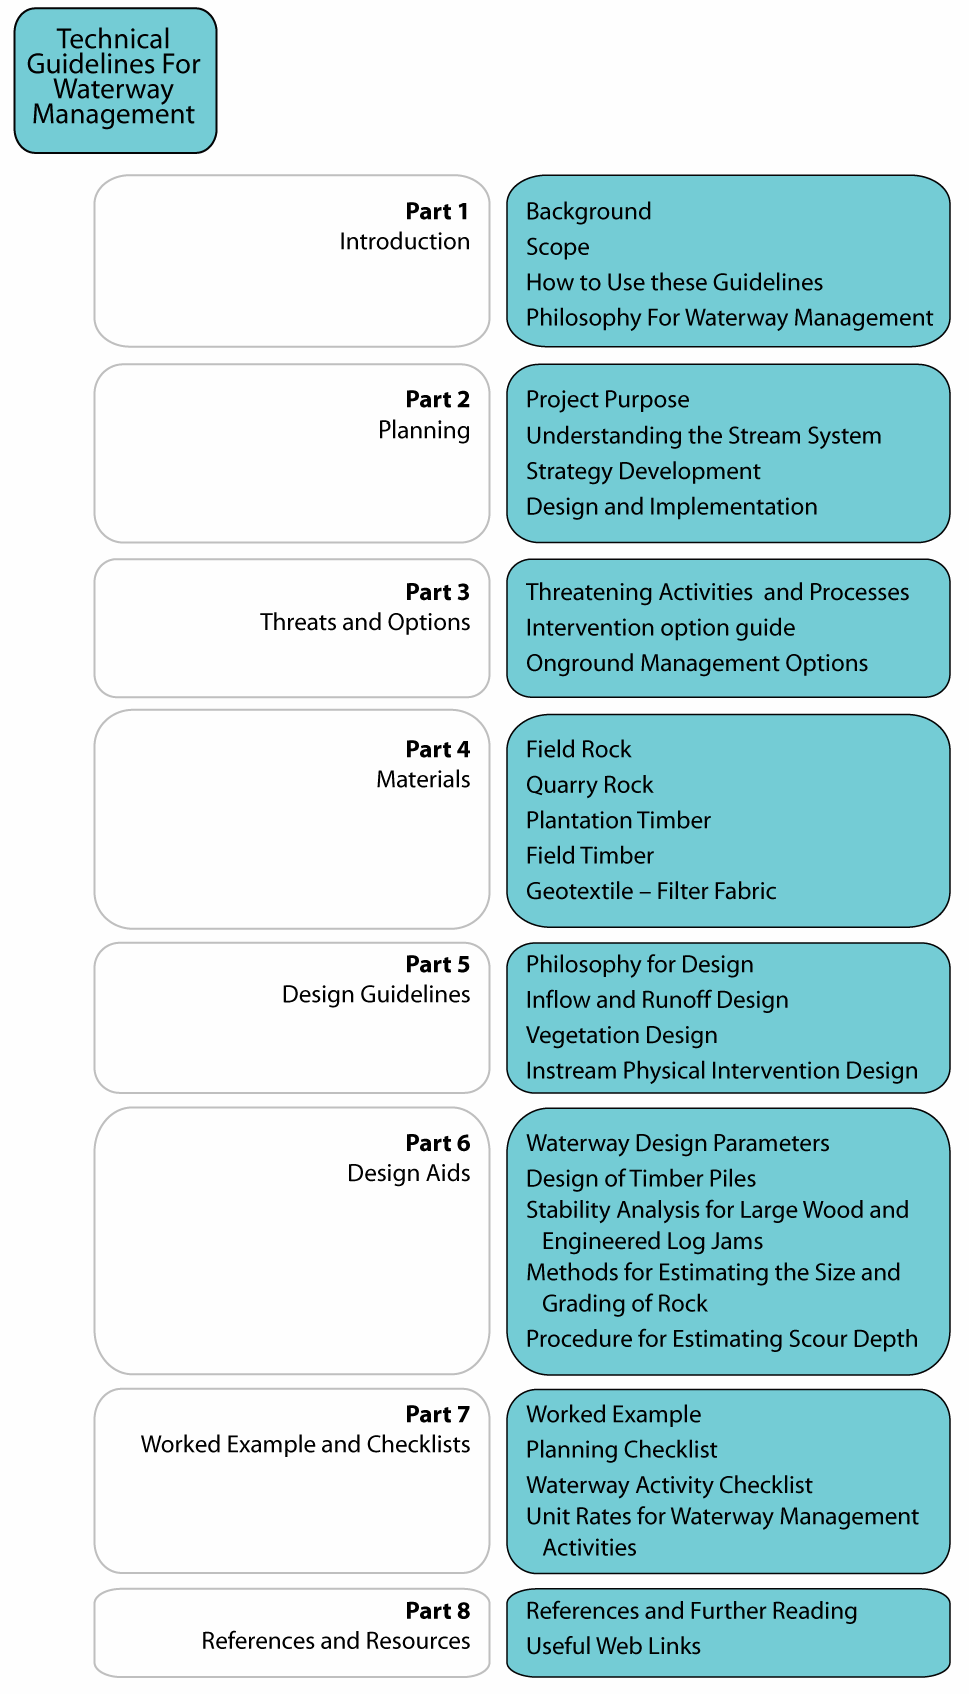 Technical
Guidelines For
Waterway
Management
Part 1
Introduction
Background
Scope
How to Use these Guidelines
Philosophy For Waterway Management
Part 2
Planning
Project Purpose
Understanding the Stream System
Strategy Development
Design and Implementation
Part 3
Threats and Options
Threatening Activities  and Processes
Intervention option guide
Onground Management Options
Part 4
Materials
Field Rock
Quarry Rock
Plantation Timber
Field Timber
Geotextile – Filter Fabric
Part 5
Design Guidelines
Philosophy for Design
Inflow and Runoff Design
Vegetation Design
Instream Physical Intervention Design
Part 6
Design Aids
Waterway Design Parameters
Design of Timber Piles
Stability Analysis for Large Wood and
Engineered Log Jams
Methods for Estimating the Size and
Grading of Rock
Procedure for Estimating Scour Depth
Part 7
Worked Example and Checklists
Worked Example
Planning Checklist
Waterway Activity Checklist
Unit Rates for Waterway Management
Activities
Part 8
References and Resources
References and Further Reading
Useful Web Links